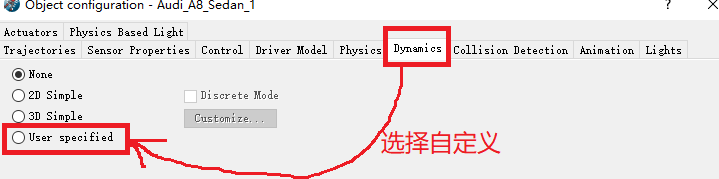 Object configuration - Audi_A8_Sedan_1
Actuators Physics Based Light
Trajectories Sensor Properties Control Driver Model Physics Dynamics Collision Detection Animation Lights
None
2D Simple Discrete Mode
3D Simple Customize...
User specified
选择自定义